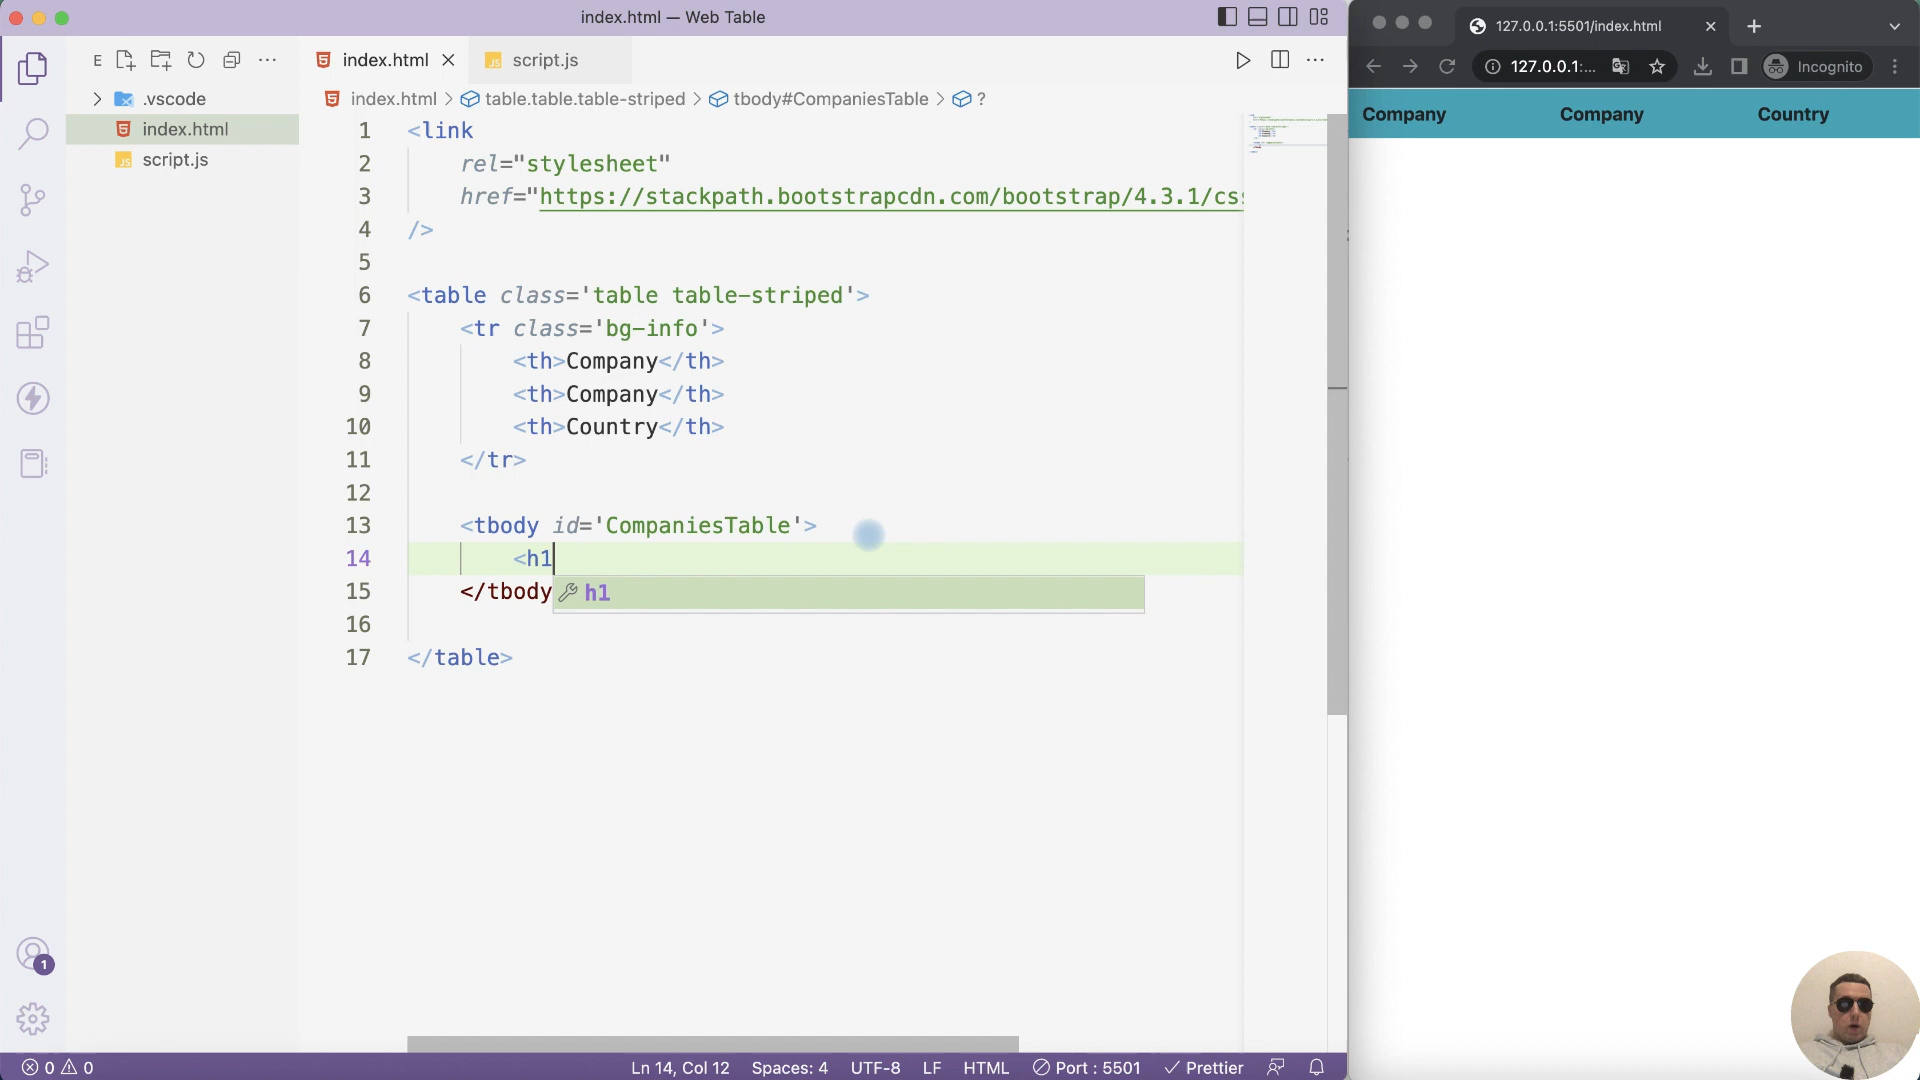 index.html — Web Table
E
index.html
script.js
index.html
table.table.table-striped
tbody#CompaniesTable
?
.vscode
index.html
script.js
1 <link
2 rel="stylesheet"
3 href="https://stackpath.bootstrapcdn.com/bootstrap/4.3.1/css
4 />
5
6 <table class='table table-striped'>
7 <tr class='bg-info'>
8 <th>Company</th>
9 <th>Company</th>
10 <th>Country</th>
11 </tr>
12
13 <tbody id='CompaniesTable'>
14 <h1
h1
15 </tbody
16
17 </table>
1
0 0
Ln 14, Col 12
Spaces: 4
UTF-8
LF
HTML
Port : 5501
Prettier
127.0.0.1:5501/index.html
127.0.0.1:...
Incognito
Company Company Country